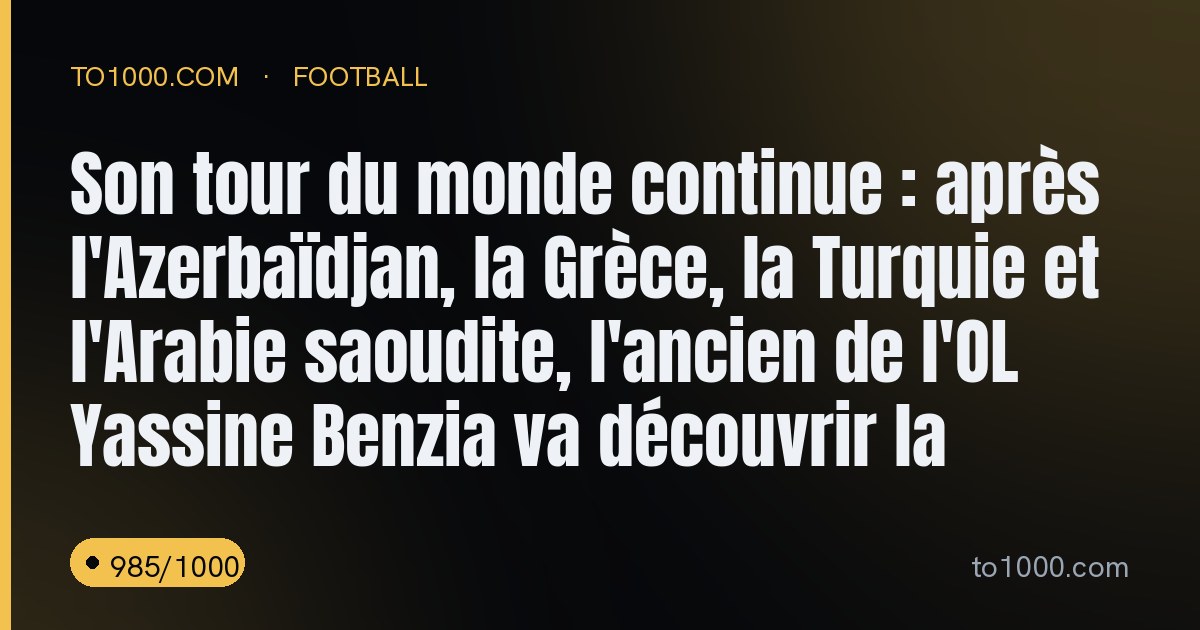 TO1000.COM · FOOTBALL
Son tour du monde continue : après
l'Azerbaïdjan, la Grèce, la Turquie et
l'Arabie saoudite, l'ancien de l'OL
Yassine Benzia va découvrir la
985/1000
to1000.com